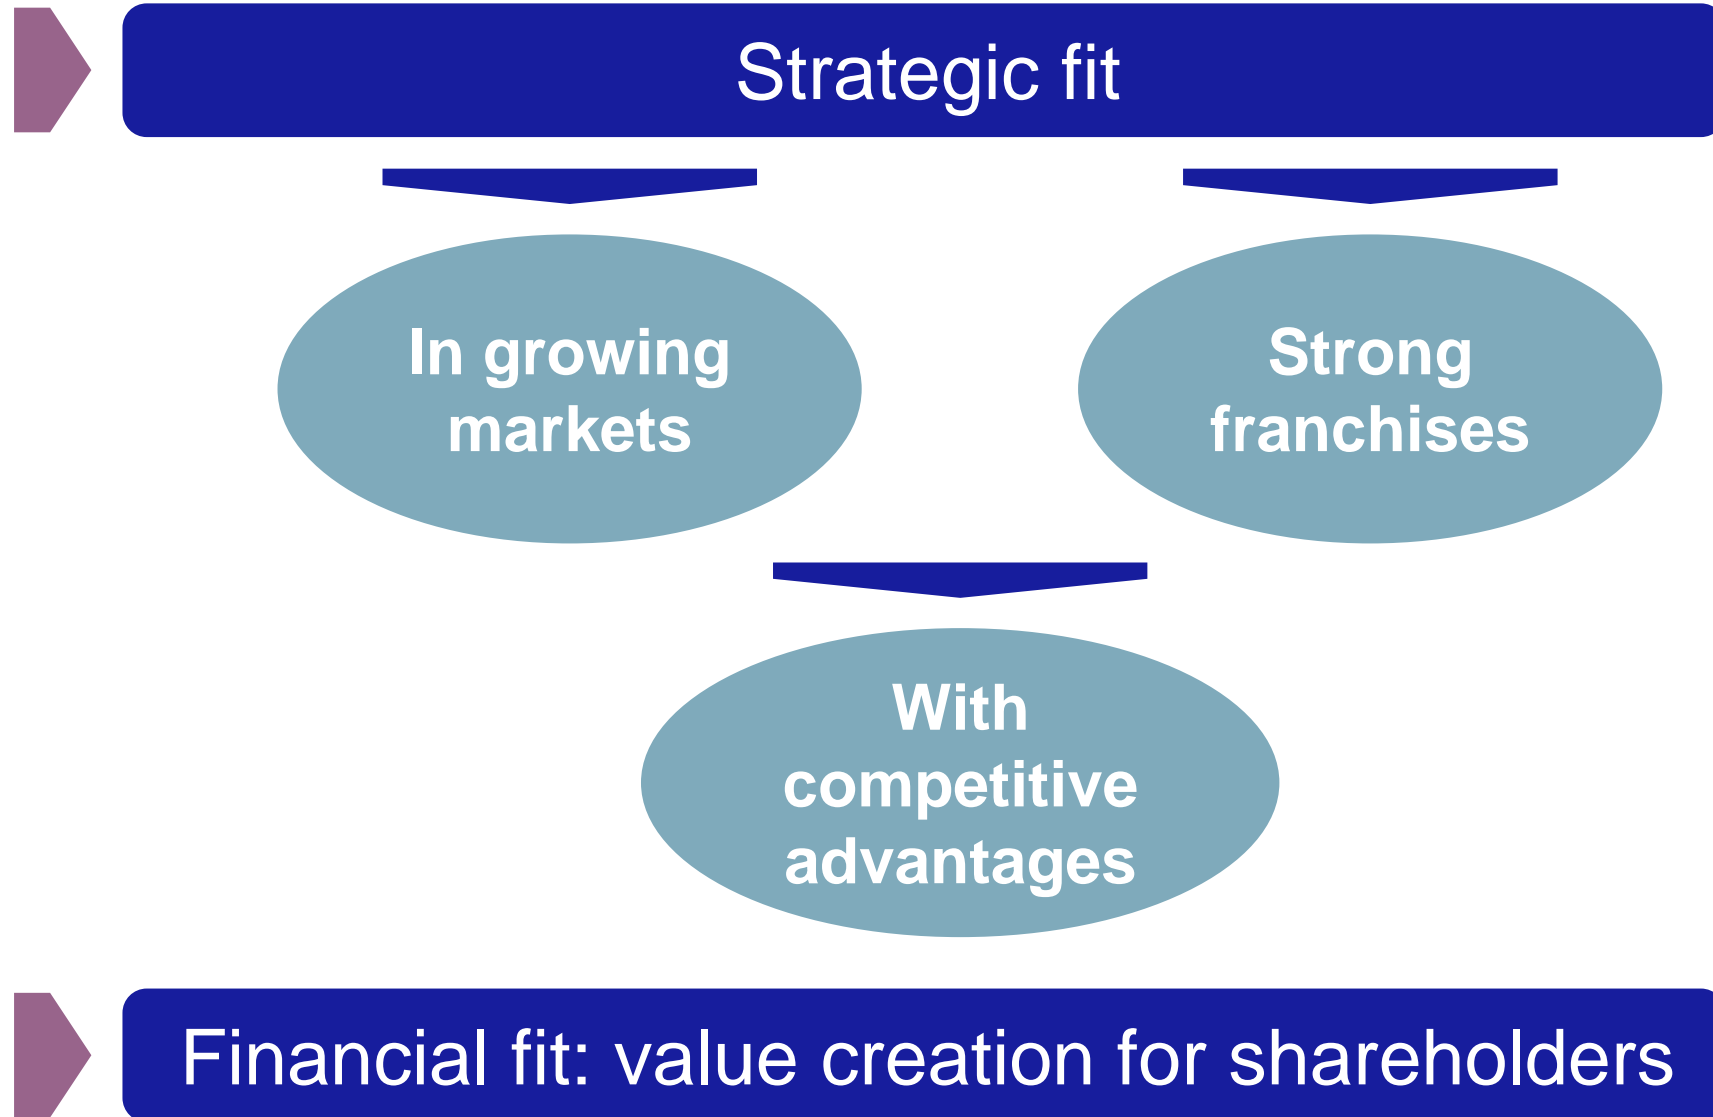 Strategic fit
In growing
markets
Strong
franchises
With
competitive
advantages
Financial fit: value creation for shareholders